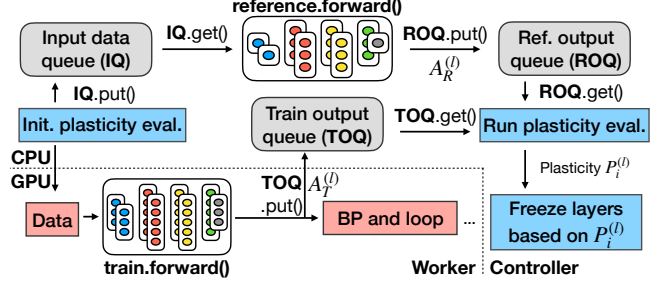 reference.forward()
Input data
queue (IQ)
IQ.get()
ROQ.put()
A_R^(l)
Ref. output
queue (ROQ)
IQ.put()
ROQ.get()
Init. plasticity eval.
Train output
queue (TOQ)
TOQ.get()
Run plasticity eval.
CPU
GPU
Plasticity P_i^(l)
TOQ
.put()
A_T^(l)
Data
BP and loop
...
Freeze layers
based on P_i^(l)
train.forward()
Worker
Controller